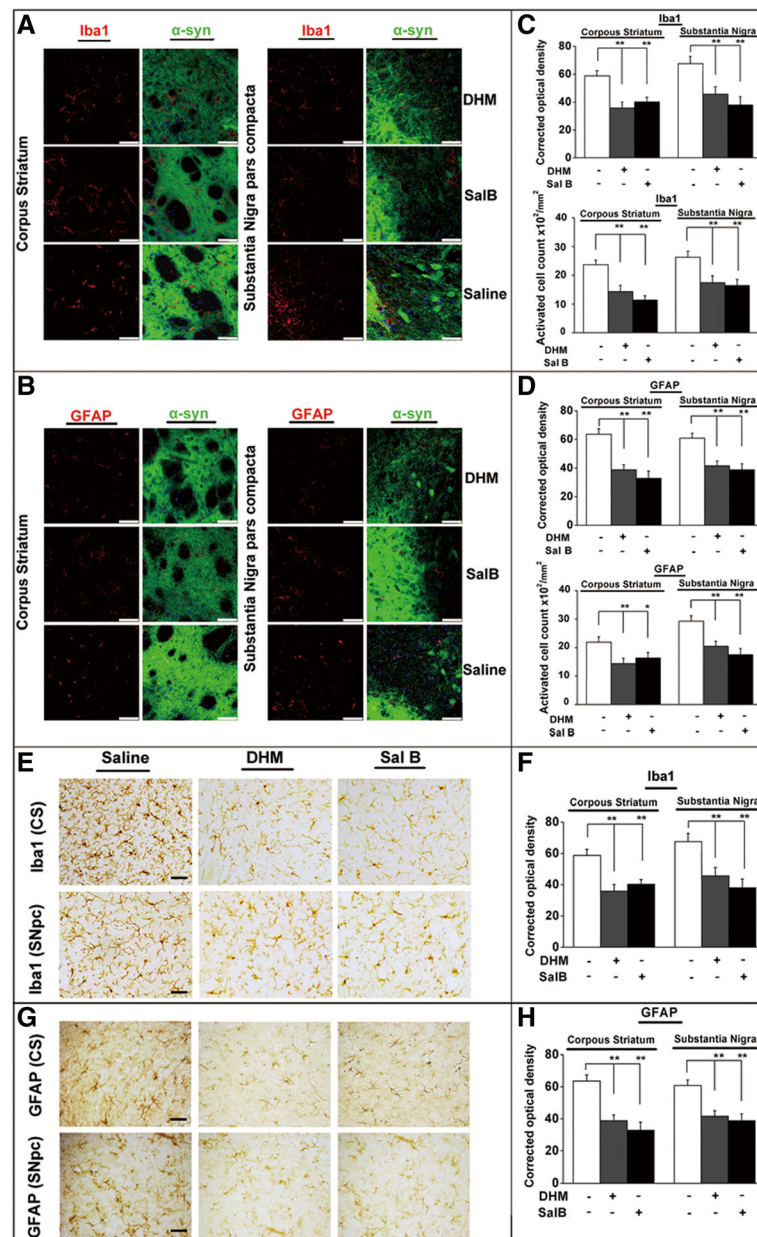 A
Iba1 α-syn Iba1 α-syn
Corpus Striatum
Substantia Nigra pars compacta
DHM
SalB
Saline
C
Iba1
Corpous Striatum Substantia Nigra
** ** ** **
Corrected optical density
80
60
40
20
0
DHM - + - - + -
Sal B - - + - - +
Iba1
Corpous Striatum Substantia Nigra
** ** ** **
Activated cell count x10²/mm²
40
30
20
10
0
DHM - + - - + -
Sal B - - + - - +
B
GFAP α-syn GFAP α-syn
Corpus Striatum
Substantia Nigra pars compacta
DHM
SalB
Saline
D
GFAP
Corpous Striatum Substantia Nigra
** ** ** **
Corrected optical density
80
60
40
20
0
DHM - + - - + -
Sal B - - + - - +
GFAP
Corpous Striatum Substantia Nigra
** * ** **
Activated cell count x10²/mm²
40
30
20
10
0
DHM - + - - + -
Sal B - - + - - +
E
Saline DHM Sal B
Iba1 (CS)
Iba1 (SNpc)
F
Iba1
Corpous Striatum Substantia Nigra
** ** ** **
Corrected optical density
80
60
40
20
0
DHM - + - - + -
SalB - - + - - +
G
GFAP (CS)
GFAP (SNpc)
H
GFAP
Corpous Striatum Substantia Nigra
** ** ** **
Corrected optical density
80
60
40
20
0
DHM - + - - + -
SalB - - + - - +